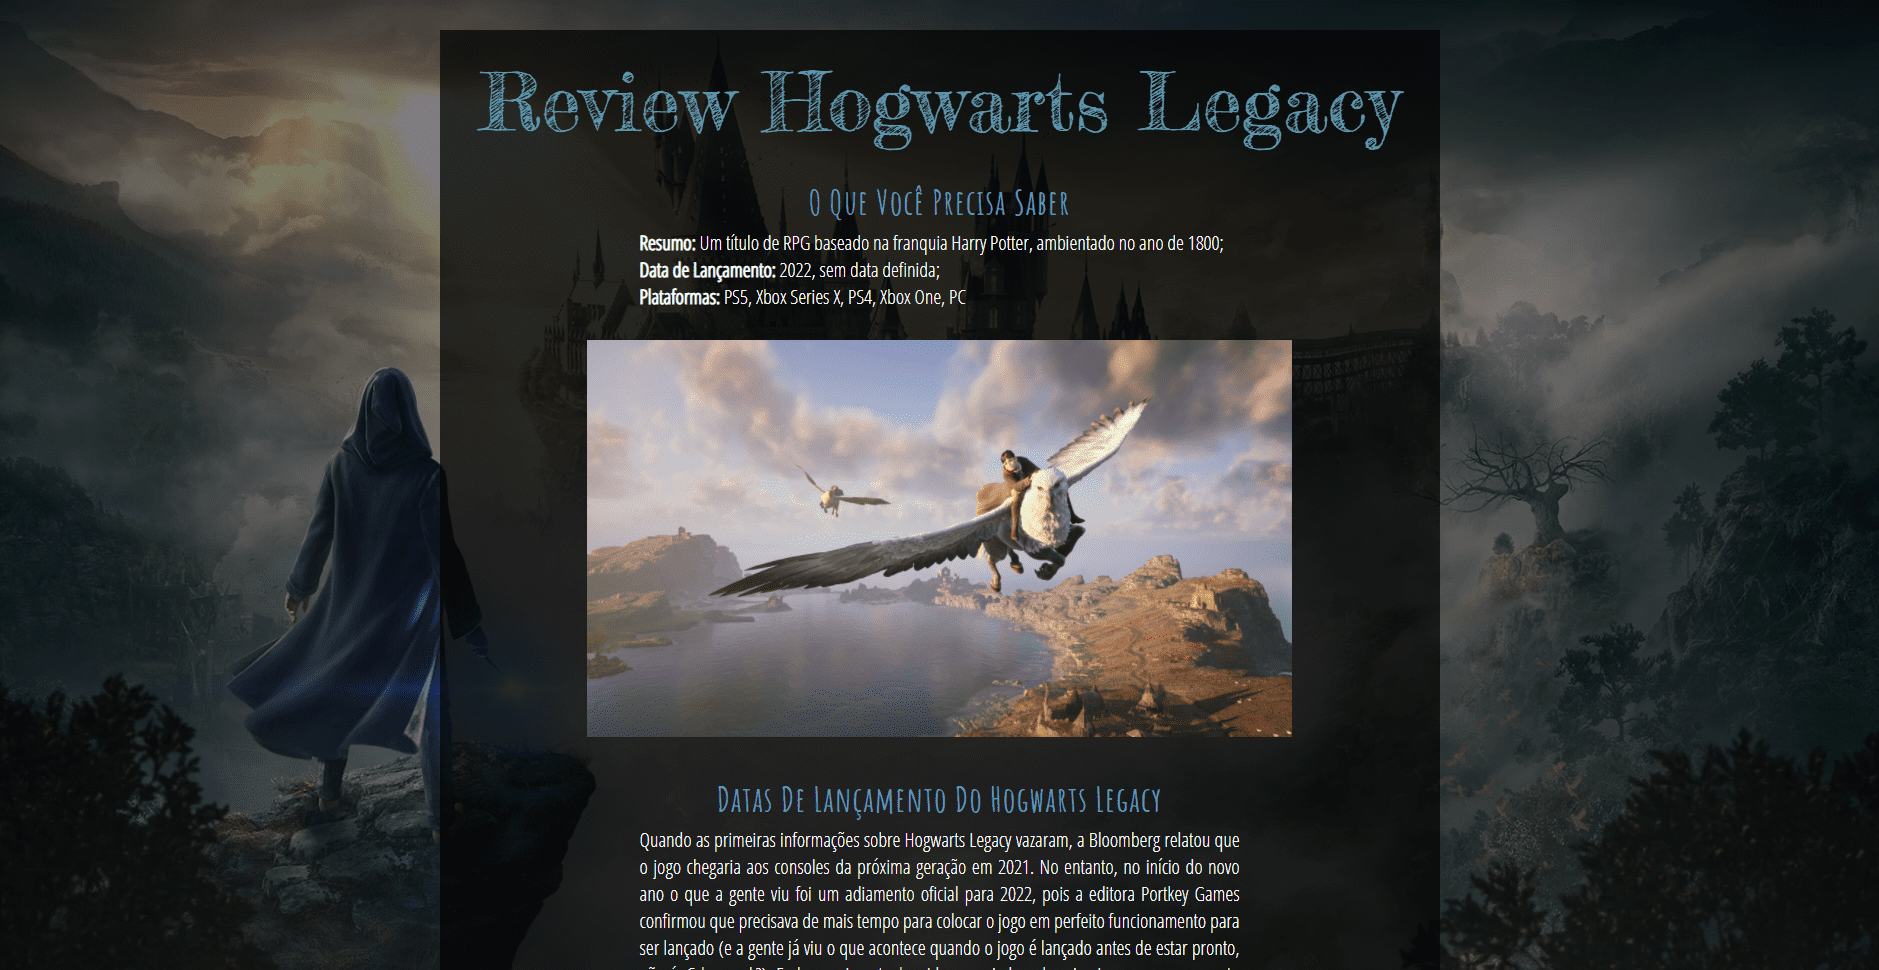 Review Hogwarts Legacy
O Que Você Precisa Saber
Resumo: Um título de RPG baseado na franquia Harry Potter, ambientado no ano de 1800;
Data de Lançamento: 2022, sem data definida;
Plataformas: PS5, Xbox Series X, PS4, Xbox One, PC
Datas De Lançamento Do Hogwarts Legacy
Quando as primeiras informações sobre Hogwarts Legacy vazaram, a Bloomberg relatou que
o jogo chegaria aos consoles da próxima geração em 2021. No entanto, no início do novo
ano o que a gente viu foi um adiamento oficial para 2022, pois a editora Portkey Games
confirmou que precisava de mais tempo para colocar o jogo em perfeito funcionamento para
ser lançado (e a gente já viu o que acontece quando o jogo é lançado antes de estar pronto,